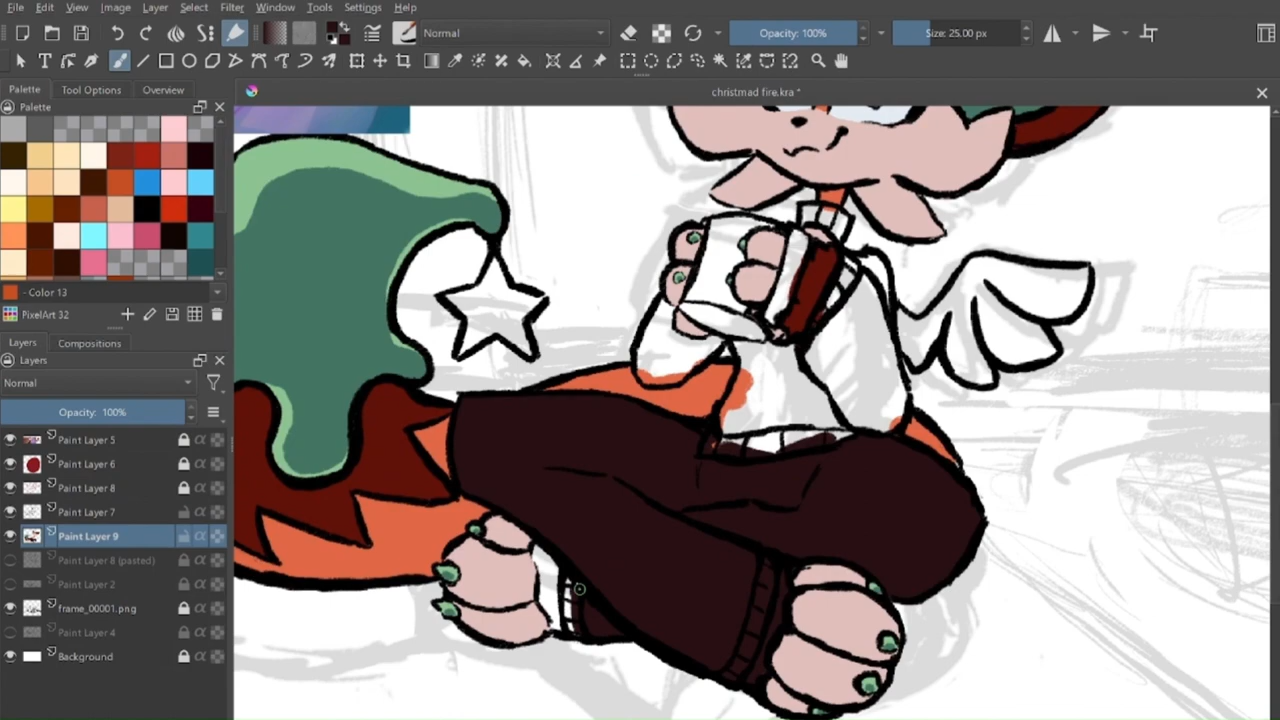 File Edit View Image Layer Select Filter Window Tools Settings Help
Normal
Opacity: 100%
Size: 25.00 px
Palette Tool Options Overview
christmad fire.kra *
Palette
- Color 13
PixelArt 32
Layers Compositions
Layers
Normal
Opacity: 100%
Paint Layer 5
Paint Layer 6
Paint Layer 8
Paint Layer 7
Paint Layer 9
Paint Layer 8 (pasted)
Paint Layer 2
frame_00001.png
Paint Layer 4
Background